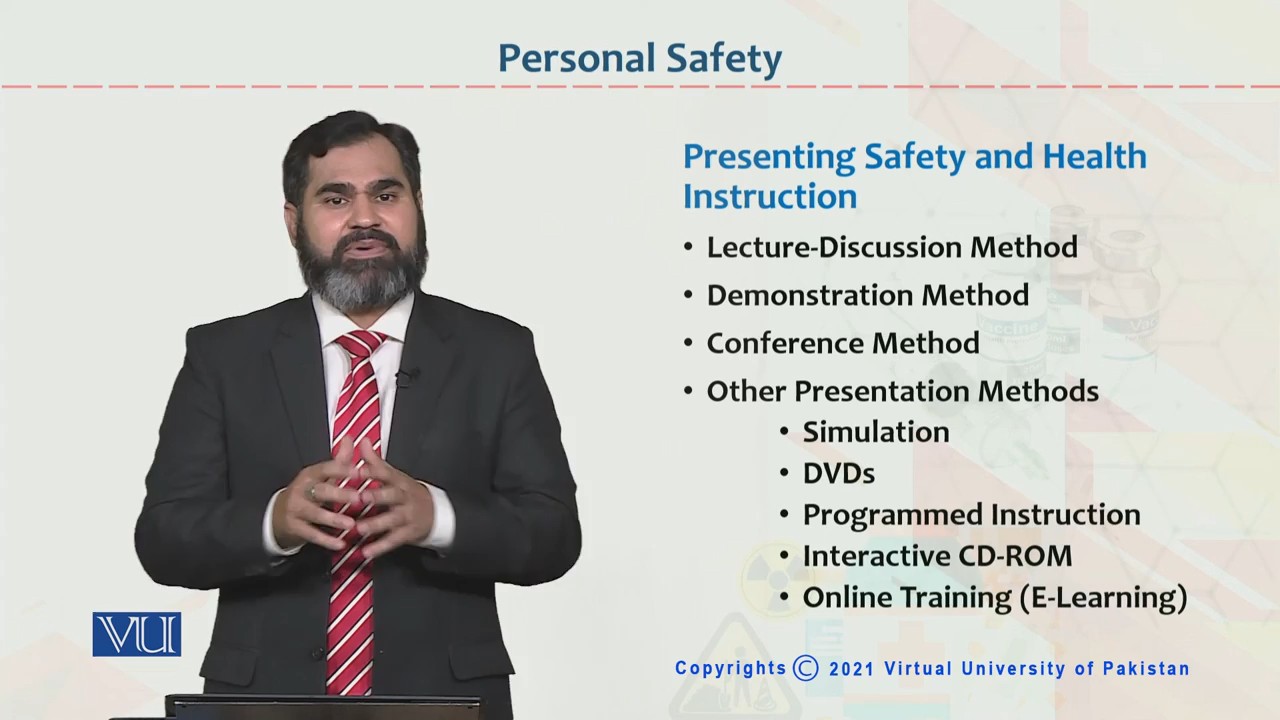 Personal Safety
Presenting Safety and Health
Instruction
• Lecture-Discussion Method
• Demonstration Method
• Conference Method
• Other Presentation Methods
• Simulation
• DVDs
• Programmed Instruction
• Interactive CD-ROM
• Online Training (E-Learning)
VU
Copyrights © 2021 Virtual University of Pakistan